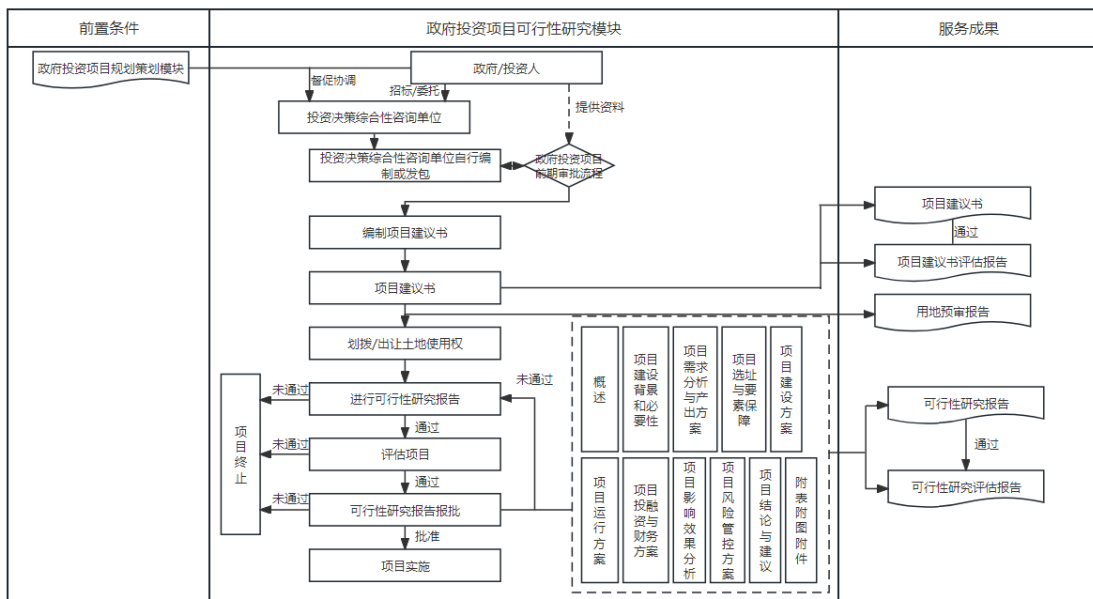 前置条件
政府投资项目可行性研究模块
服务成果
政府投资项目规划策划模块
政府/投资人
督促协调
招标/委托
提供资料
投资决策综合性咨询单位
投资决策综合性咨询单位自行编
制或发包
政府投资项目
前期审批流程
编制项目建议书
项目建议书
项目建议书
通过
项目建议书评估报告
用地预审报告
划拨/出让土地使用权
未通过
进行可行性研究报告
未通过
通过
项目终止
未通过
评估项目
通过
未通过
可行性研究报告报批
批准
项目实施
概述
项目
建设
背景
和必
要性
项目
需求
分析
与产
出方
案
项目
选址
与要
素保
障
项目建设方案
项目运行方案
项目
投融
资与
财务
方案
项目影响效果分析
项目风险管控方案
项目结论与建议
附表附图附件
可行性研究报告
通过
可行性研究评估报告